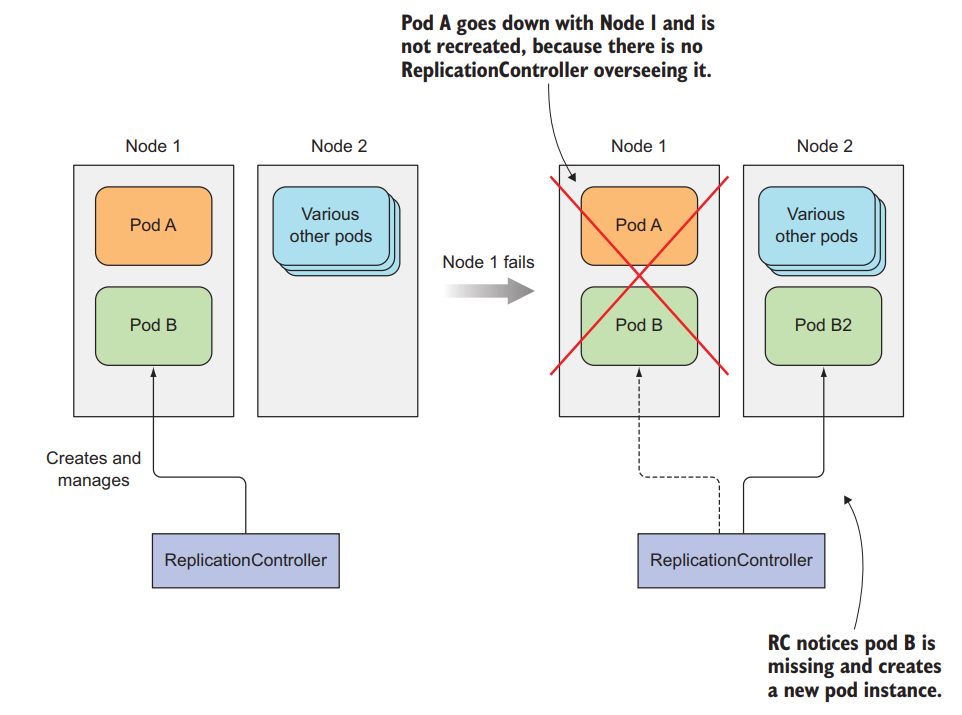 Pod A goes down with Node 1 and is
not recreated, because there is no
ReplicationController overseeing it.
Node 1
Node 2
Pod A
Various
other pods
Pod B
Creates and
manages
ReplicationController
Node 1 fails
Node 1
Node 2
Pod A
Various
other pods
Pod B
Pod B2
ReplicationController
RC notices pod B is
missing and creates
a new pod instance.